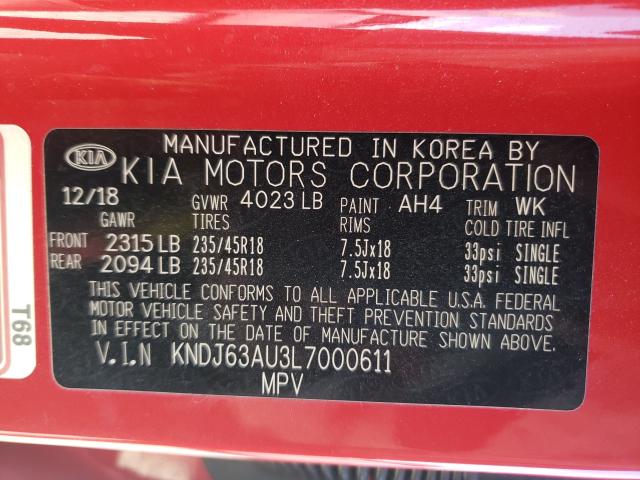 MANUFACTURED IN KOREA BY
KIA KIA MOTORS CORPORATION
12/18 GVWR 4023 LB PAINT AH4 TRIM WK
GAWR TIRES RIMS COLD TIRE INFL
FRONT 2315 LB 235/45R18 7.5Jx18 33psi SINGLE
REAR 2094 LB 235/45R18 7.5Jx18 33psi SINGLE
THIS VEHICLE CONFORMS TO ALL APPLICABLE U.S.A. FEDERAL
MOTOR VEHICLE SAFETY AND THEFT PREVENTION STANDARDS
IN EFFECT ON THE DATE OF MANUFACTURE SHOWN ABOVE.
V.I.N KNDJ63AU3L7000611
MPV
T68